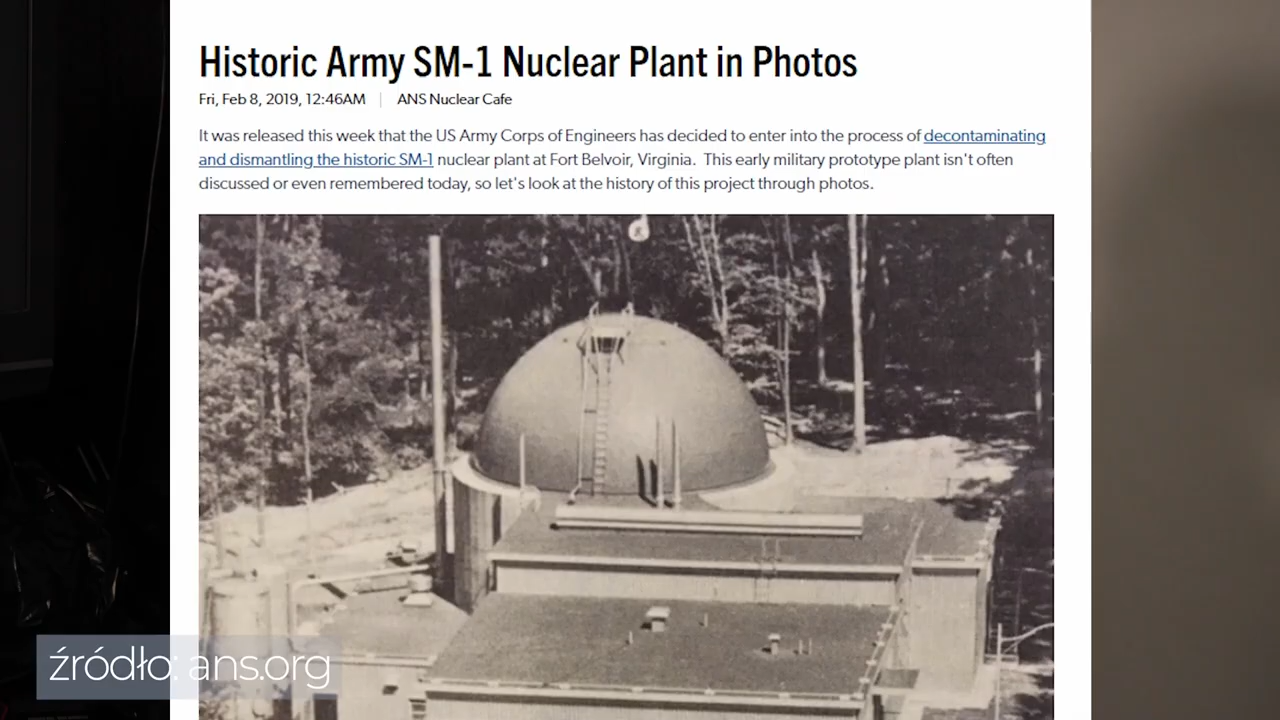 Historic Army SM-1 Nuclear Plant in Photos
Fri, Feb 8, 2019, 12:46AM | ANS Nuclear Cafe
It was released this week that the US Army Corps of Engineers has decided to enter into the process of decontaminating
and dismantling the historic SM-1 nuclear plant at Fort Belvoir, Virginia. This early military prototype plant isn't often
discussed or even remembered today, so let's look at the history of this project through photos.
źródło: ans.org